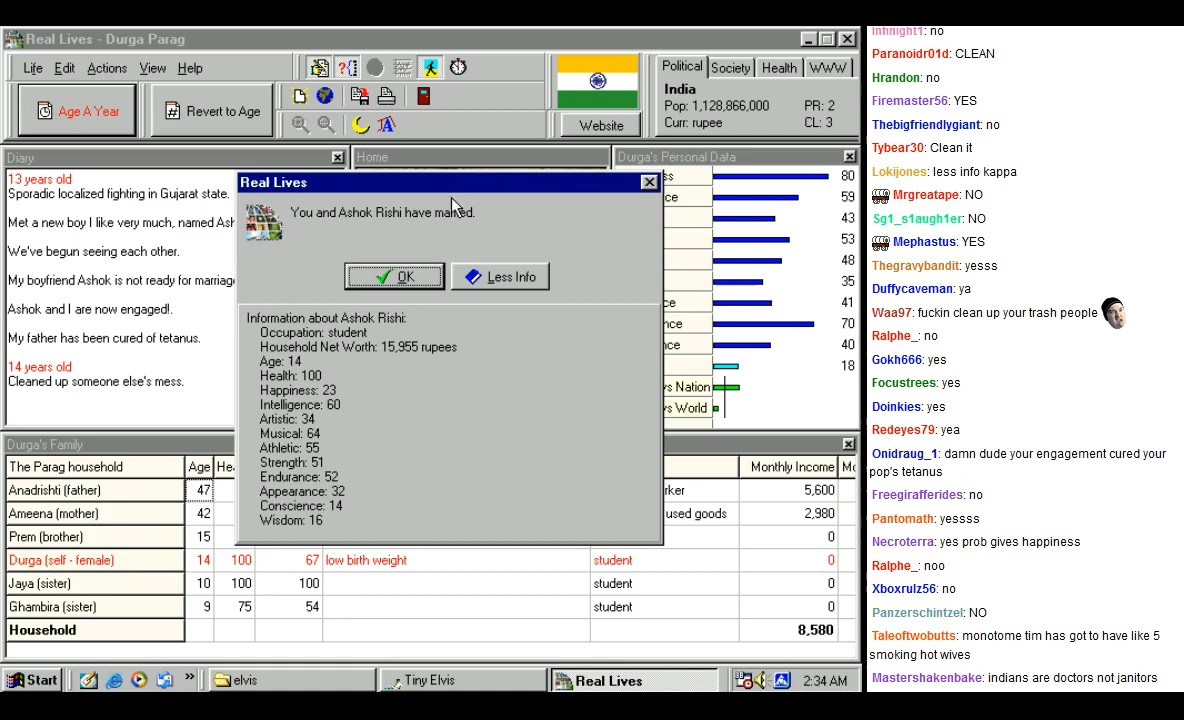 Real Lives - Durga Parag
Life Edit Actions View Help
Age A Year
Revert to Age
Website
Political Society Health WWW
India
Pop: 1,128,866,000 PR: 2
Curr: rupee CL: 3
Diary
13 years old
Sporadic localized fighting in Gujarat state.
Met a new boy I like very much, named Ash
We've begun seeing each other.
My boyfriend Ashok is not ready for marriage
Ashok and I are now engaged!.
My father has been cured of tetanus.
14 years old
Cleaned up someone else's mess.
Home
Real Lives
You and Ashok Rishi have married.
OK
Less Info
Information about Ashok Rishi:
Occupation: student
Household Net Worth: 15,955 rupees
Age: 14
Health: 100
Happiness: 23
Intelligence: 60
Artistic: 34
Musical: 64
Athletic: 55
Strength: 51
Endurance: 52
Appearance: 32
Conscience: 14
Wisdom: 16
Durga's Personal Data
ss 80
ce 59
43
53
48
35
ce 41
nce 70
ce 40
18
vs Nation
vs World
Durga's Family
The Parag household Age He Monthly Income Mo
Anadrishti (father) 47 rker 5,600
Ameena (mother) 42 used goods 2,980
Prem (brother) 15 0
Durga (self - female) 14 100 67 low birth weight student 0
Jaya (sister) 10 100 100 student 0
Ghambira (sister) 9 75 54 student 0
Household 8,580
Start
»
elvis
Tiny Elvis
Real Lives
2:34 AM
Infinight1: no
Paranoidr01d: CLEAN
Hrandon: no
Firemaster56: YES
Thebigfriendlygiant: no
Tybear30: Clean it
Lokijones: less info kappa
Mrgreatape: NO
Sg1_s1augh1er: NO
Mephastus: YES
Thegravybandit: yesss
Duffycaveman: ya
Waa97: fuckin clean up your trash people
Ralphe_: no
Gokh666: yes
Focustrees: yes
Doinkies: yes
Redeyes79: yea
Onidraug_1: damn dude your engagement cured your
pop's tetanus
Freegirafferides: no
Pantomath: yessss
Necroterra: yes prob gives happiness
Ralphe_: noo
Xboxrulz56: no
Panzerschintzel: NO
Taleoftwobutts: monotome tim has got to have like 5
smoking hot wives
Mastershakenbake: indians are doctors not janitors